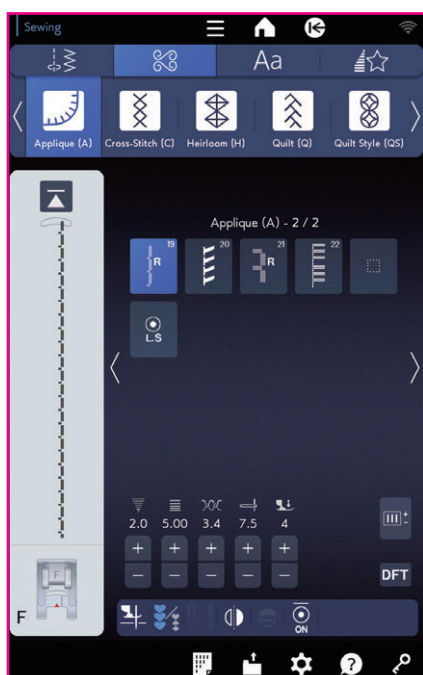 Sewing
Aa
Applique (A) Cross-Stitch (C) Heirloom (H) Quilt (Q) Quilt Style (QS)
Applique (A) - 2 / 2
19 20 21 22
R R
L.S
2.0 5.00 3.4 7.5 4
+ + + + +
− − − − −
DFT
F
F
ON
?